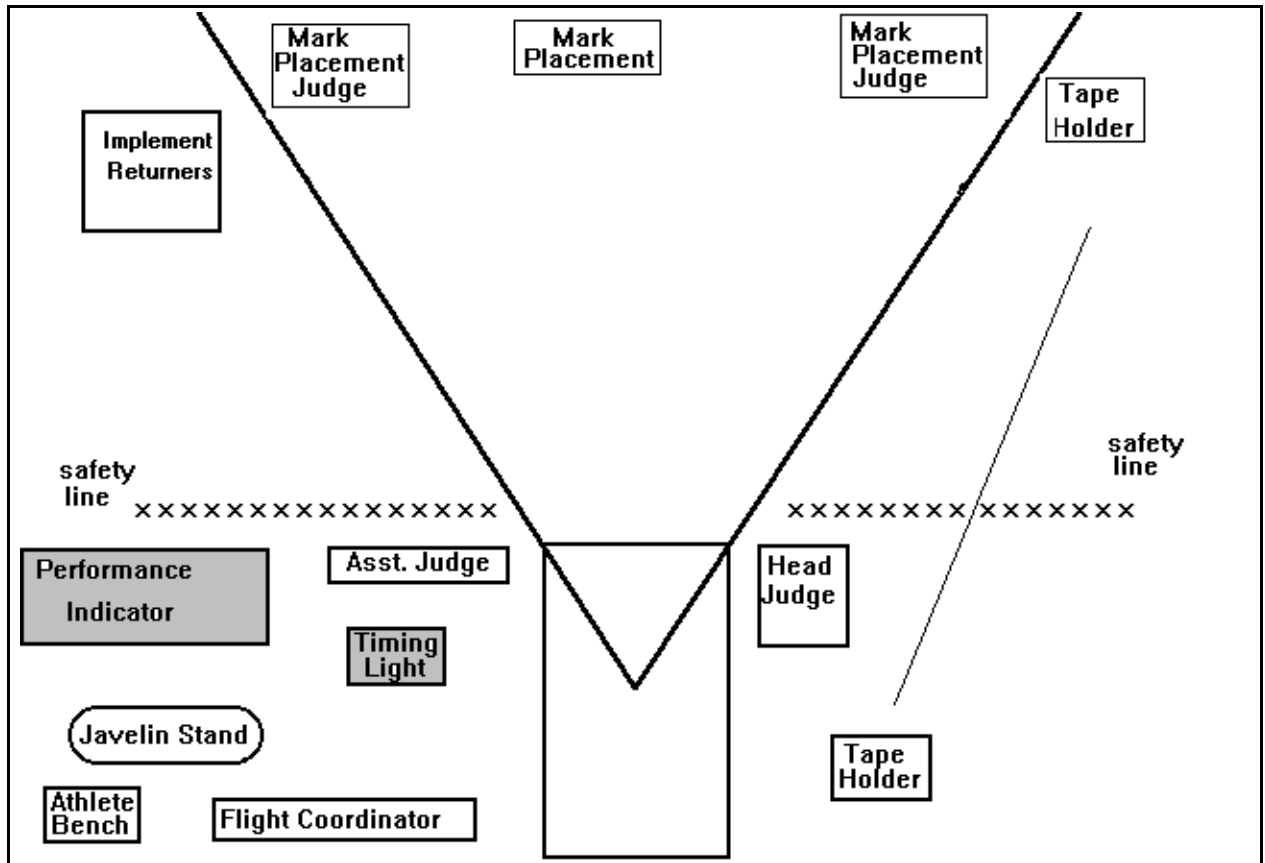 Mark
Placement
Judge
Mark
Placement
Mark
Placement
Judge
Tape
Holder
Implement
Returners
safety
line
safety
line
××××××××××××××××
×××××××× ×××××××
Performance
Indicator
Asst. Judge
Head
Judge
Timing
Light
Javelin Stand
Tape
Holder
Athlete
Bench
Flight Coordinator